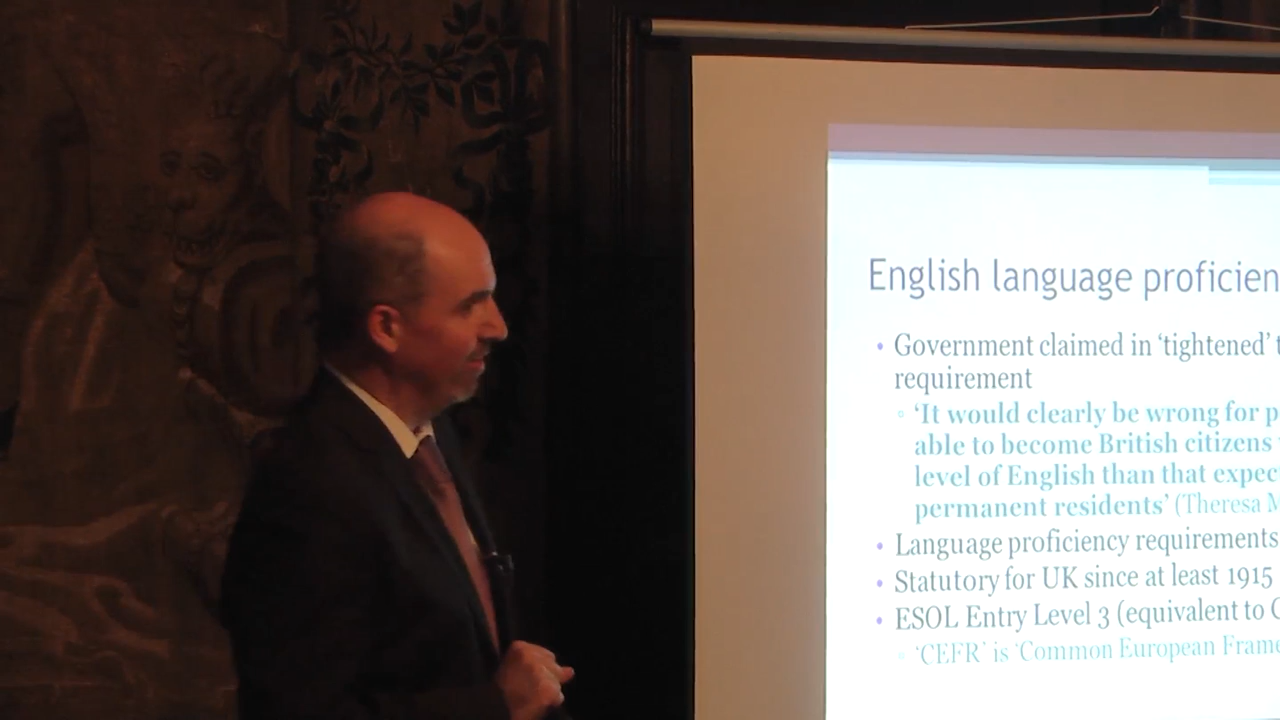 English language proficien
Government claimed in ‘tightened’ t
requirement
‘It would clearly be wrong for p
able to become British citizens
level of English than that expec
permanent residents’ (Theresa M
Language proficiency requirements
Statutory for UK since at least 1915
ESOL Entry Level 3 (equivalent to C
‘CEFR’ is ‘Common European Frame